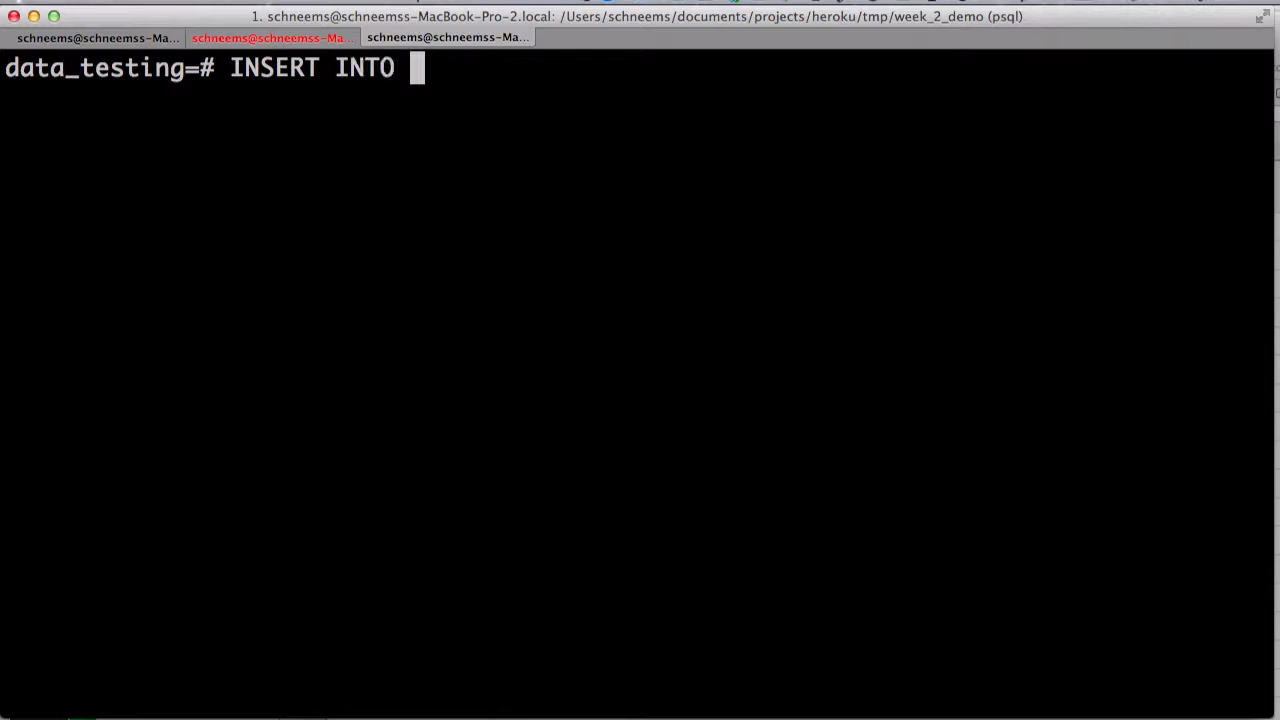 1. schneems@schneemss-MacBook-Pro-2.local: /Users/schneems/documents/projects/heroku/tmp/week_2_demo (psql)
schneems@schneemss-Ma... schneems@schneemss-Ma... schneems@schneemss-Ma...
data_testing=# INSERT INTO